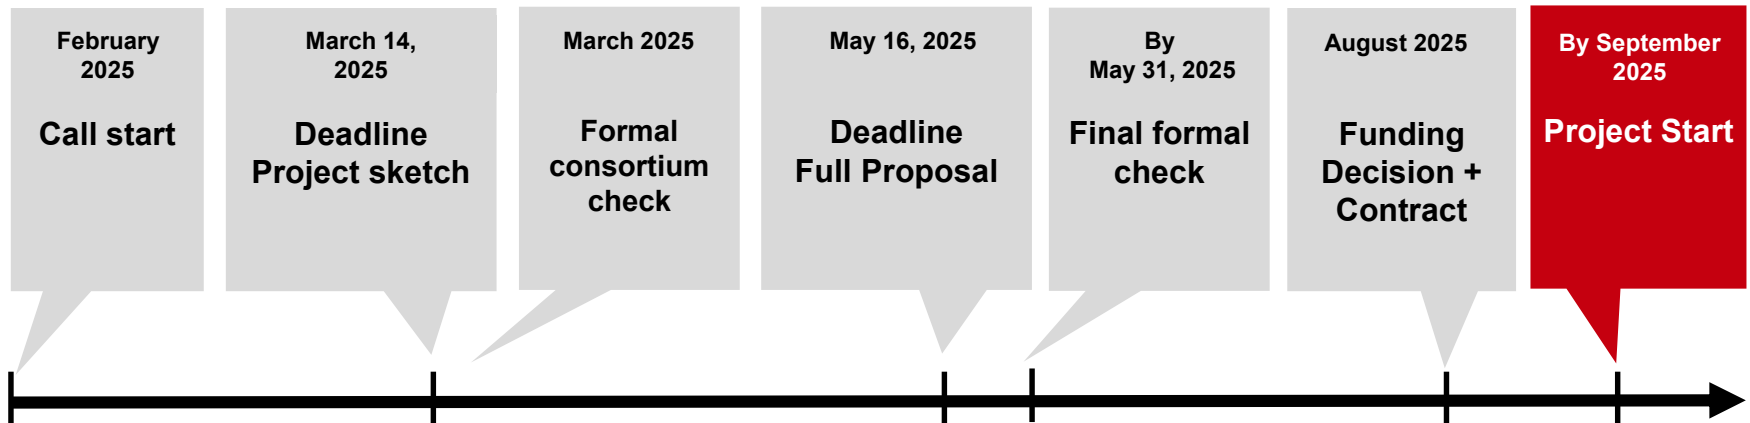 February
2025
Call start
March 14,
2025
Deadline
Project sketch
March 2025
Formal
consortium
check
May 16, 2025
Deadline
Full Proposal
By
May 31, 2025
Final formal
check
August 2025
Funding
Decision +
Contract
By September
2025
Project Start